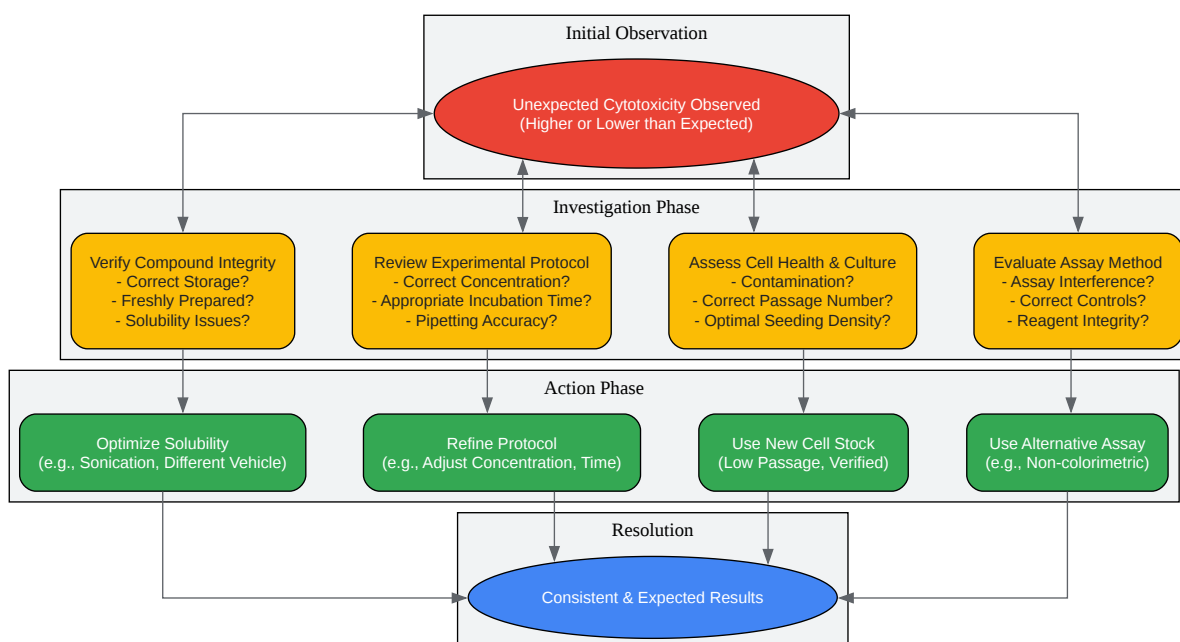 Initial Observation
Unexpected Cytotoxicity Observed
(Higher or Lower than Expected)
Investigation Phase
Verify Compound Integrity
- Correct Storage?
- Freshly Prepared?
- Solubility Issues?
Review Experimental Protocol
- Correct Concentration?
- Appropriate Incubation Time?
- Pipetting Accuracy?
Assess Cell Health & Culture
- Contamination?
- Correct Passage Number?
- Optimal Seeding Density?
Evaluate Assay Method
- Assay Interference?
- Correct Controls?
- Reagent Integrity?
Action Phase
Optimize Solubility
(e.g., Sonication, Different Vehicle)
Refine Protocol
(e.g., Adjust Concentration, Time)
Use New Cell Stock
(Low Passage, Verified)
Use Alternative Assay
(e.g., Non-colorimetric)
Resolution
Consistent & Expected Results